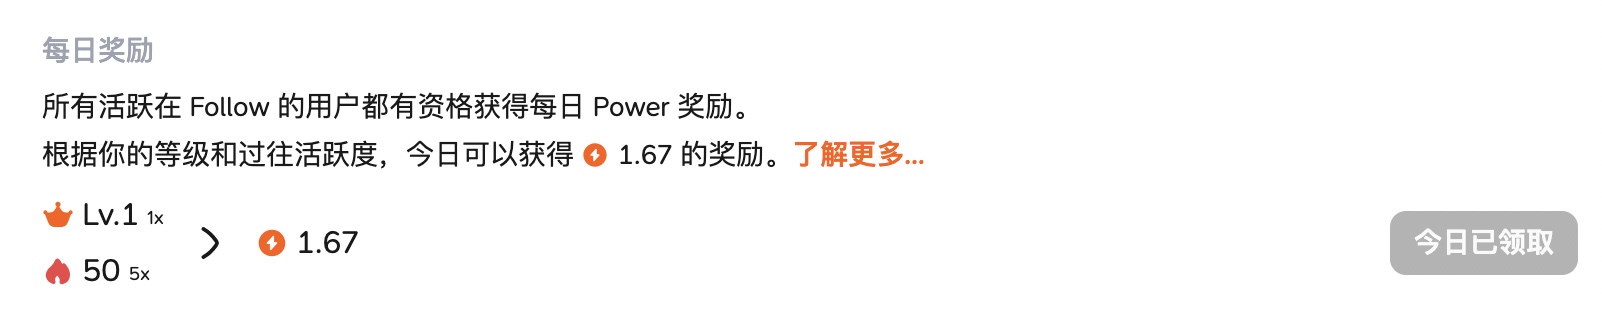 每日奖励
所有活跃在 Follow 的用户都有资格获得每日 Power 奖励。
根据你的等级和过往活跃度，今日可以获得 1.67 的奖励。了解更多...
Lv.1 1x
50 5x
1.67
今日已领取